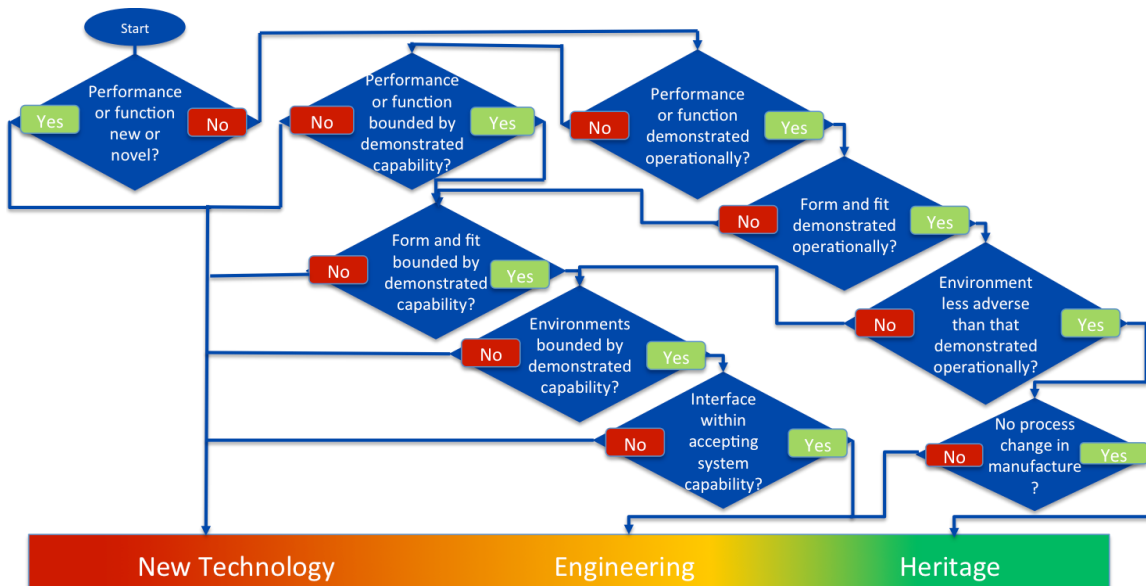 Start
Performance
or function
new or
novel?
Yes
No
Performance
or function
bounded by
demonstrated
capability?
No
Yes
Performance
or function
demonstrated
operationally?
No
Yes
Form and fit
demonstrated
operationally?
No
Yes
Form and fit
bounded by
demonstrated
capability?
No
Yes
Environment
less adverse
than that
demonstrated
operationally?
No
Yes
Environments
bounded by
demonstrated
capability?
No
Yes
Interface
within
accepting
system
capability?
No
Yes
No process
change in
manufacture
?
No
Yes
New Technology
Engineering
Heritage